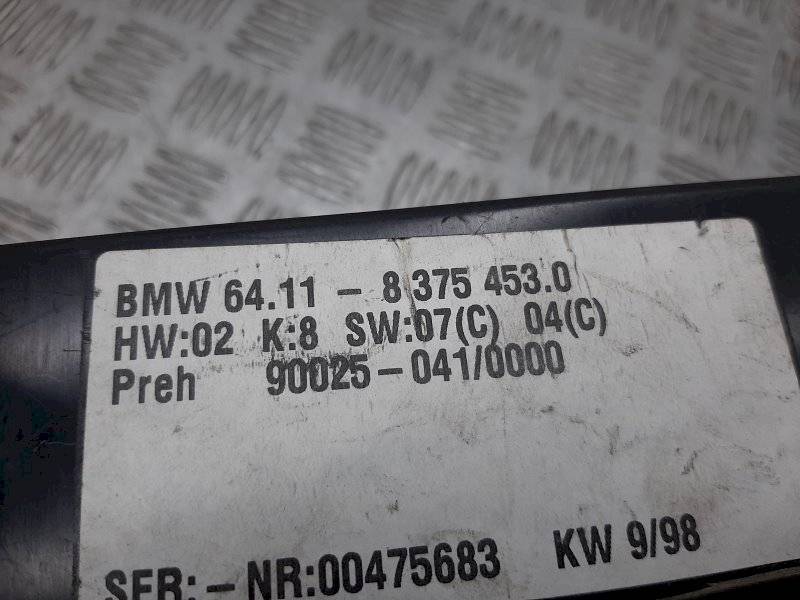 BMW 64.11 - 8 375 453.0
HW:02 K:8 SW:07(C) 04(C)
Preh 90025-041/0000
SER:-NR:00475683 KW 9/98